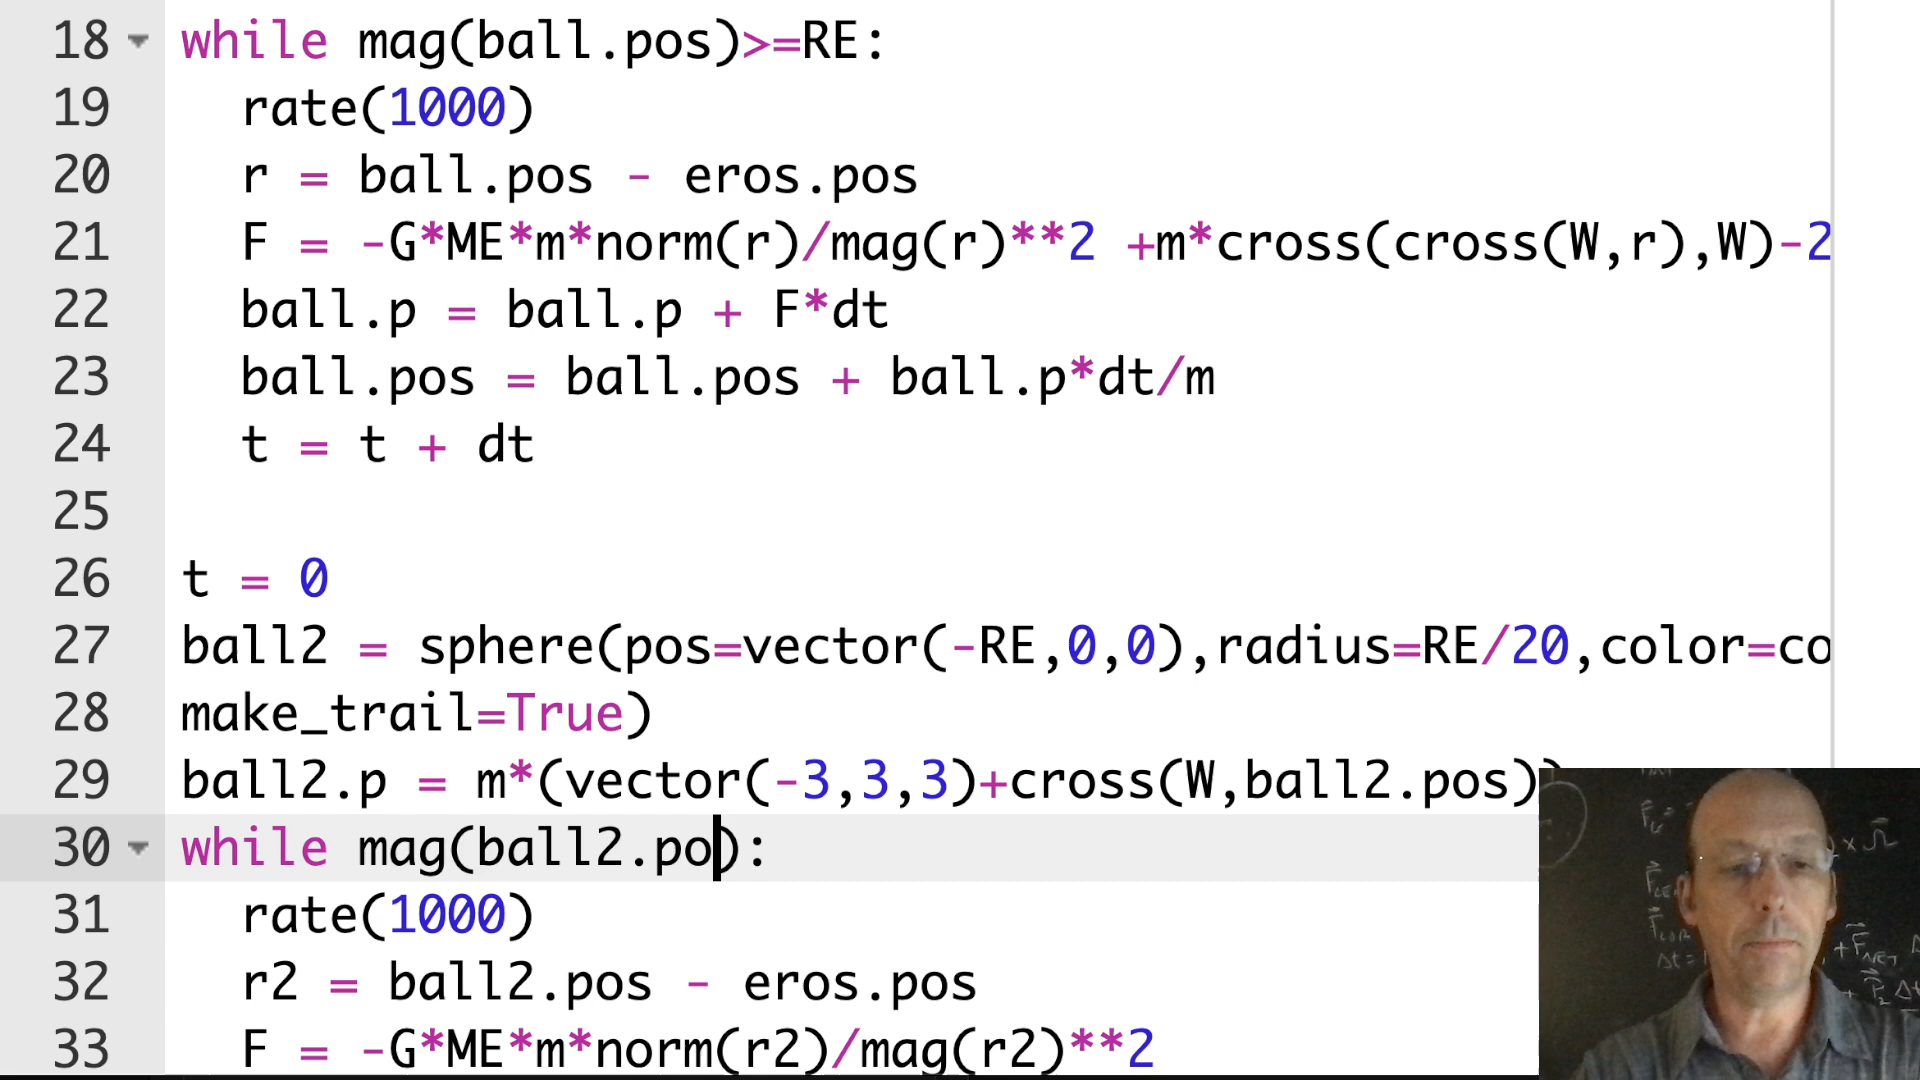 18 while mag(ball.pos)>=RE:
19 rate(1000)
20 r = ball.pos - eros.pos
21 F = -G*ME*m*norm(r)/mag(r)**2 +m*cross(cross(W,r),W)-2
22 ball.p = ball.p + F*dt
23 ball.pos = ball.pos + ball.p*dt/m
24 t = t + dt
25
26 t = 0
27 ball2 = sphere(pos=vector(-RE,0,0),radius=RE/20,color=co
28 make_trail=True)
29 ball2.p = m*(vector(-3,3,3)+cross(W,ball2.pos))
30 while mag(ball2.po):
31 rate(1000)
32 r2 = ball2.pos - eros.pos
33 F = -G*ME*m*norm(r2)/mag(r2)**2